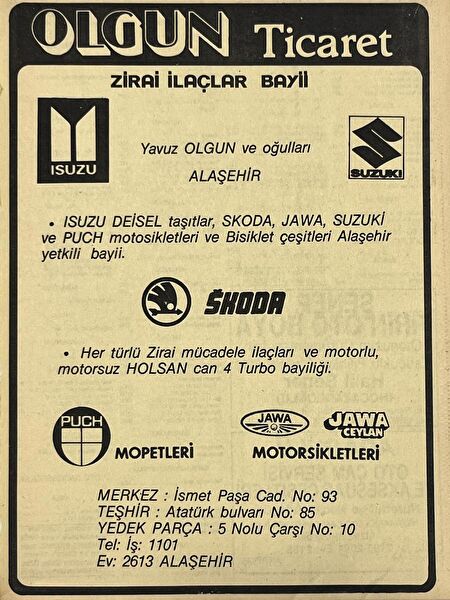 OLGUN Ticaret
ZİRAİ İLAÇLAR BAYİİ
ISUZU
Yavuz OLGUN ve oğulları
ALAŞEHİR
SUZUKI
• ISUZU DEİSEL taşıtlar, SKODA, JAWA, SUZUKİ
ve PUCH motosikletleri ve Bisiklet çeşitleri Alaşehir
yetkili bayii.
ŠKODA
• Her türlü Zirai mücadele ilaçları ve motorlu,
motorsuz HOLSAN can 4 Turbo bayiliği.
PUCH
MOPETLERİ
JAWA
JAWA
CEYLAN
MOTORSİKLETLERİ
MERKEZ : İsmet Paşa Cad. No: 93
TEŞHİR : Atatürk bulvarı No: 85
YEDEK PARÇA : 5 Nolu Çarşı No: 10
Tel: İş: 1101
Ev: 2613 ALAŞEHİR